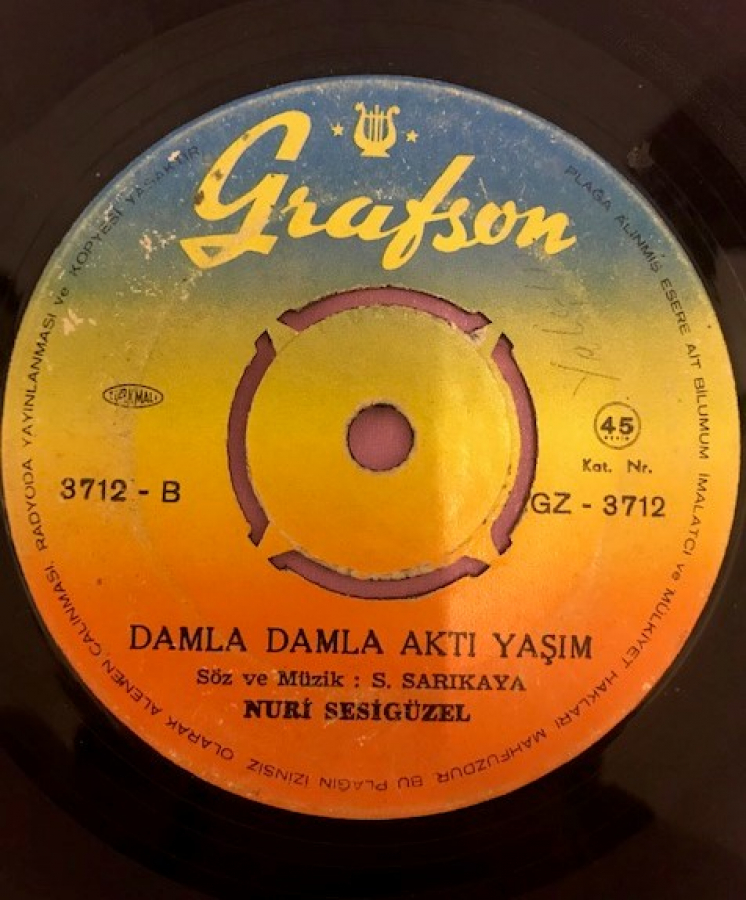 Grafson
PLAĞA ALINMIŞ ESERE AİT BİLUMUM İMALATCI ve MÜLKİYET HAKLARI MAHFUZDUR. BU PLAĞIN İZİNSİZ OLARAK ALENEN ÇALINMASI, RADYODA YAYINLANMASI ve KOPYESİ YASAKTIR
TÜRK MALI
45
Kat. Nr.
3712 - B
GZ - 3712
DAMLA DAMLA AKTI YAŞIM
Söz ve Müzik : S. SARIKAYA
NURİ SESİGÜZEL